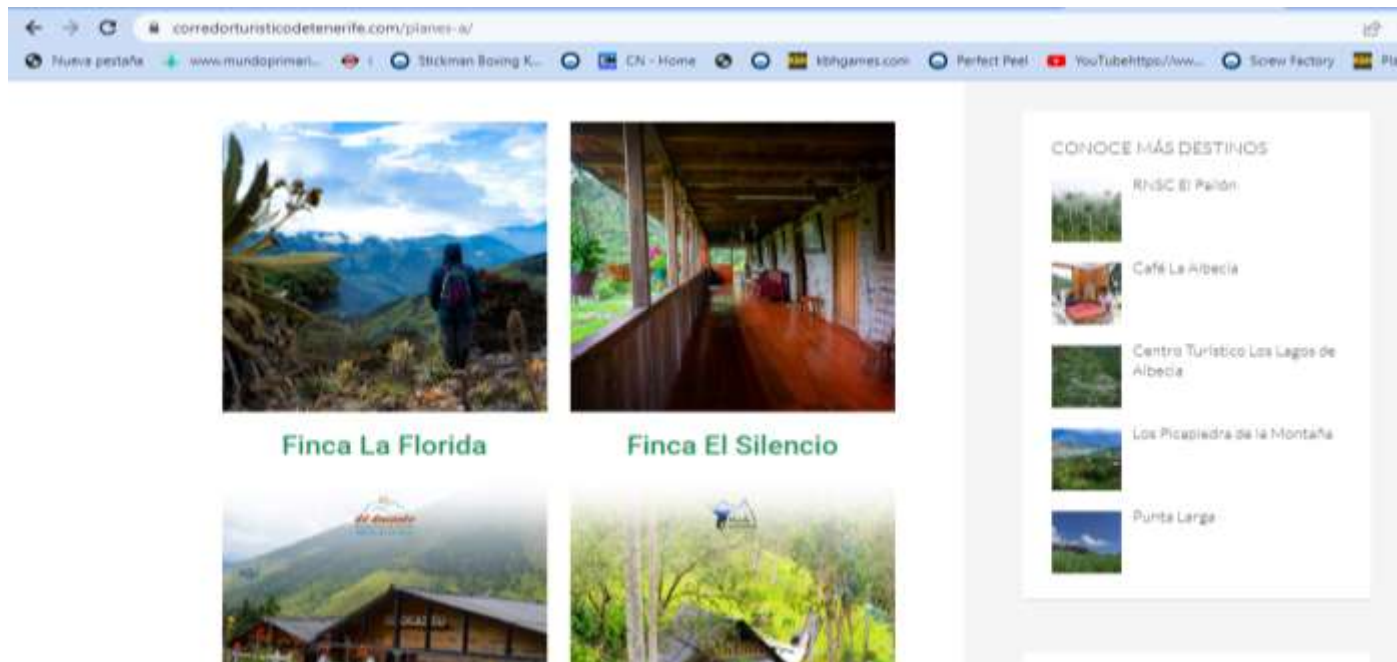 corredorturisticodetenerife.com/planes-a/
Nueva pestaña www.mundoprimari... Stickman Boxing K... CN - Home kbhgames.com Perfect Peel YouTubehttps://ww... Screw Factory Pla
CONOCE MÁS DESTINOS
RNSC El Pailón
Café La Albecia
Centro Turístico Los Lagos de
Albecia
Los Picapiedra de la Montaña
Punta Larga
Finca La Florida
Finca El Silencio